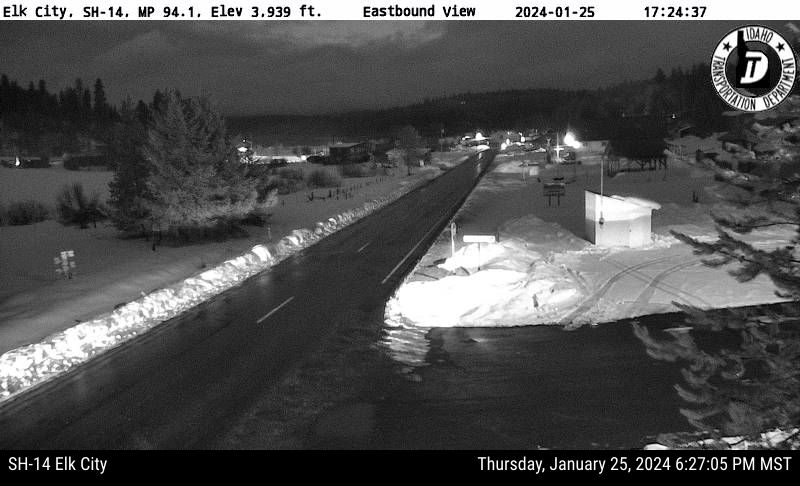 Elk City, SH-14, MP 94.1, Elev 3,939 ft. Eastbound View 2024-01-25 17:24:37
IDAHO
TRANSPORTATION DEPARTMENT
SH-14 Elk City Thursday, January 25, 2024 6:27:05 PM MST